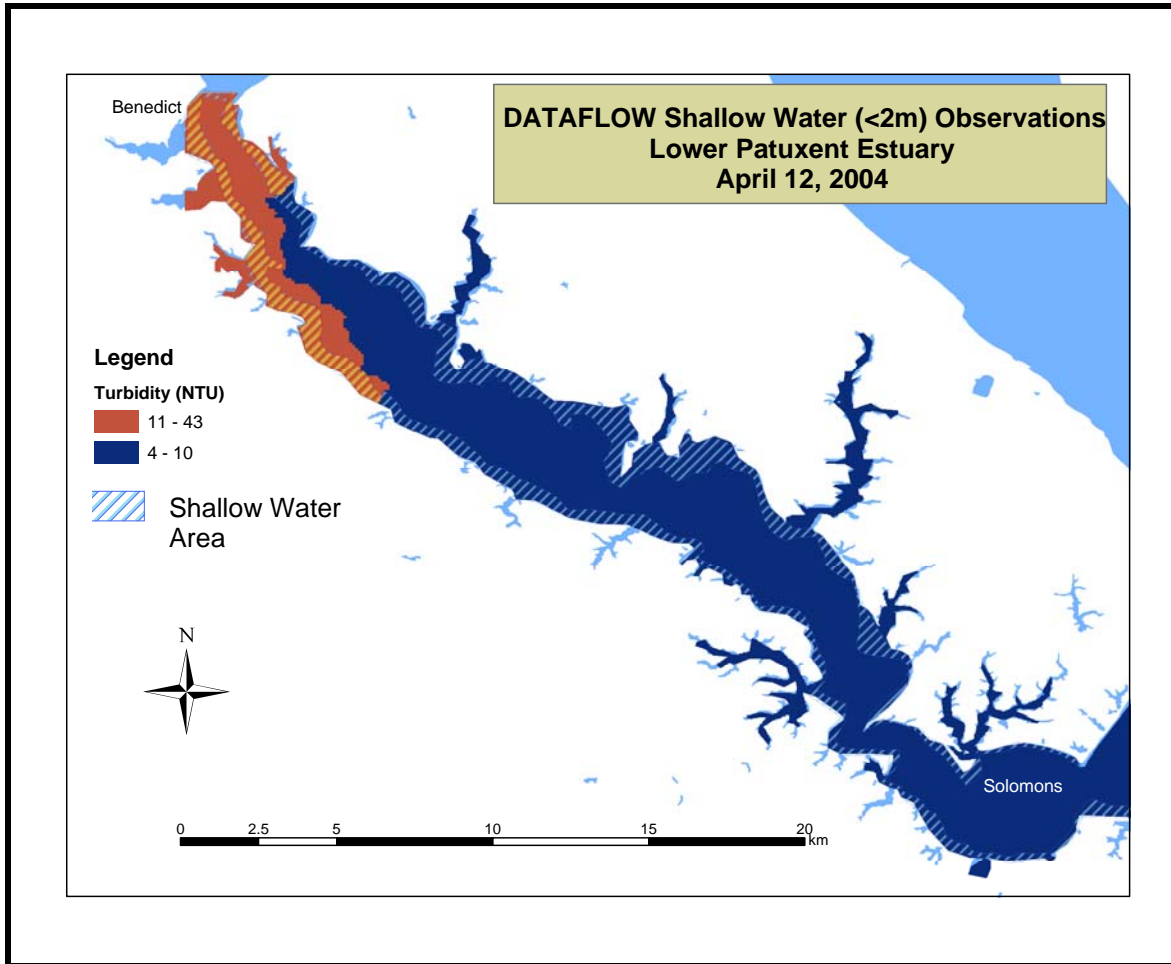 Benedict
DATAFLOW Shallow Water (<2m) Observations
Lower Patuxent Estuary
April 12, 2004
Legend
Turbidity (NTU)
11 - 43
4 - 10
Shallow Water
Area
N
Solomons
0 2.5 5 10 15 20
km